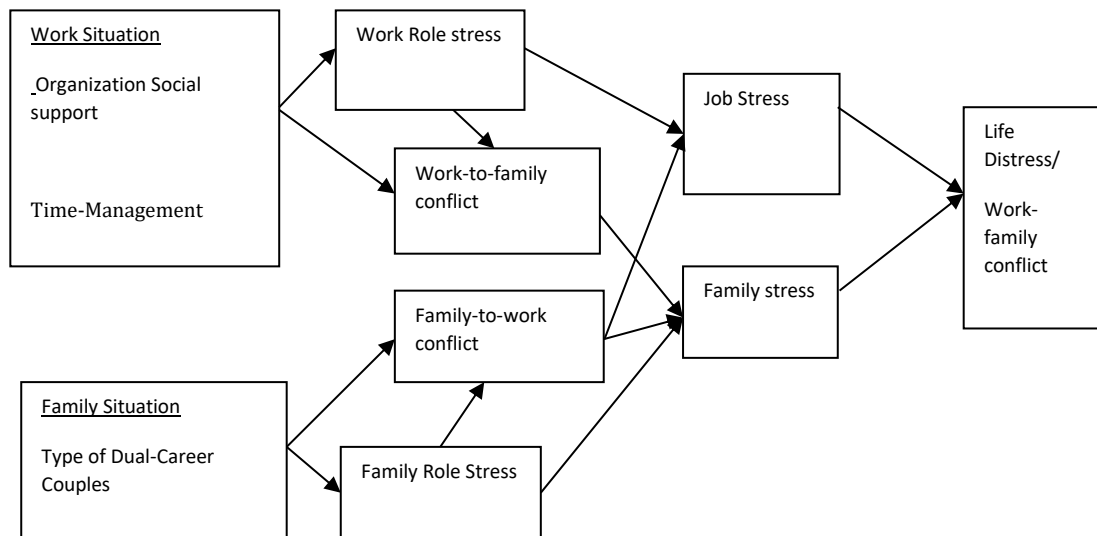 Work Situation
_Organization Social
support
Time-Management
Work Role stress
Work-to-family
conflict
Job Stress
Life
Distress/
Work-
family
conflict
Family-to-work
conflict
Family stress
Family Situation
Type of Dual-Career
Couples
Family Role Stress